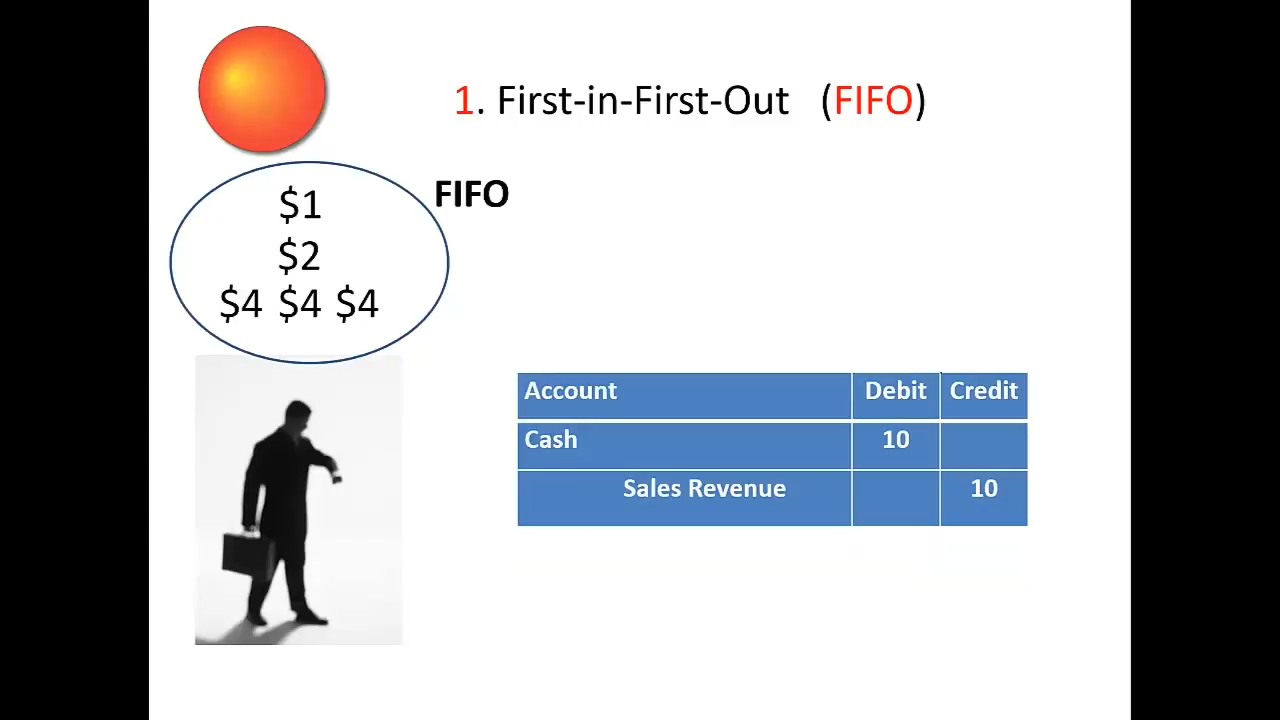 1. First-in-First-Out (FIFO)
FIFO
$1
$2
$4 $4 $4
Account Debit Credit
Cash 10
Sales Revenue 10